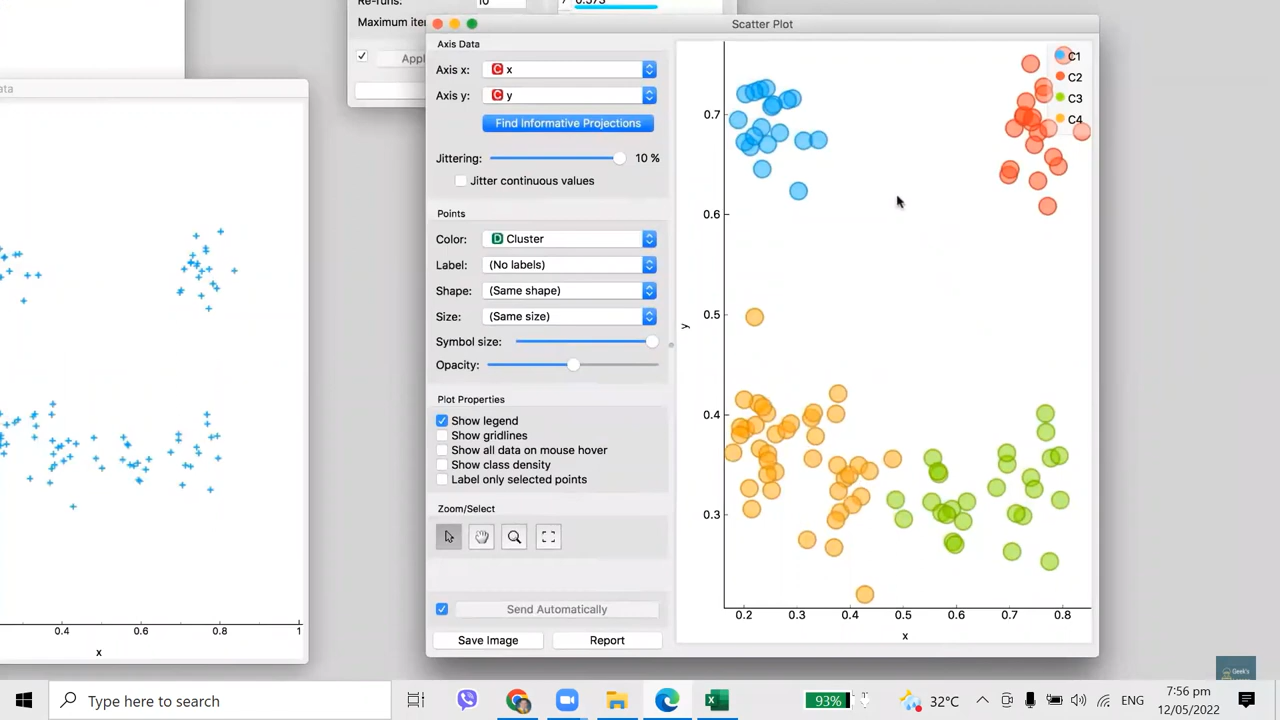 Re-runs: 10
0.573
Maximum iter
Scatter Plot
Axis Data
Axis x: C x
Axis y: C y
Find Informative Projections
Jittering: 10 %
Jitter continuous values
Points
Color: D Cluster
Label: (No labels)
Shape: (Same shape)
Size: (Same size)
Symbol size:
Opacity:
Plot Properties
Show legend
Show gridlines
Show all data on mouse hover
Show class density
Label only selected points
Zoom/Select
Send Automatically
Save Image Report
C1
C2
C3
C4
0.7
0.6
0.5
0.4
0.3
y
0.2 0.3 0.4 0.5 0.6 0.7 0.8
x
ata
Appl
0.4 0.6 0.8 1
x
Geek's
Type here to search
93%
32°C
ENG
7:56 pm
12/05/2022